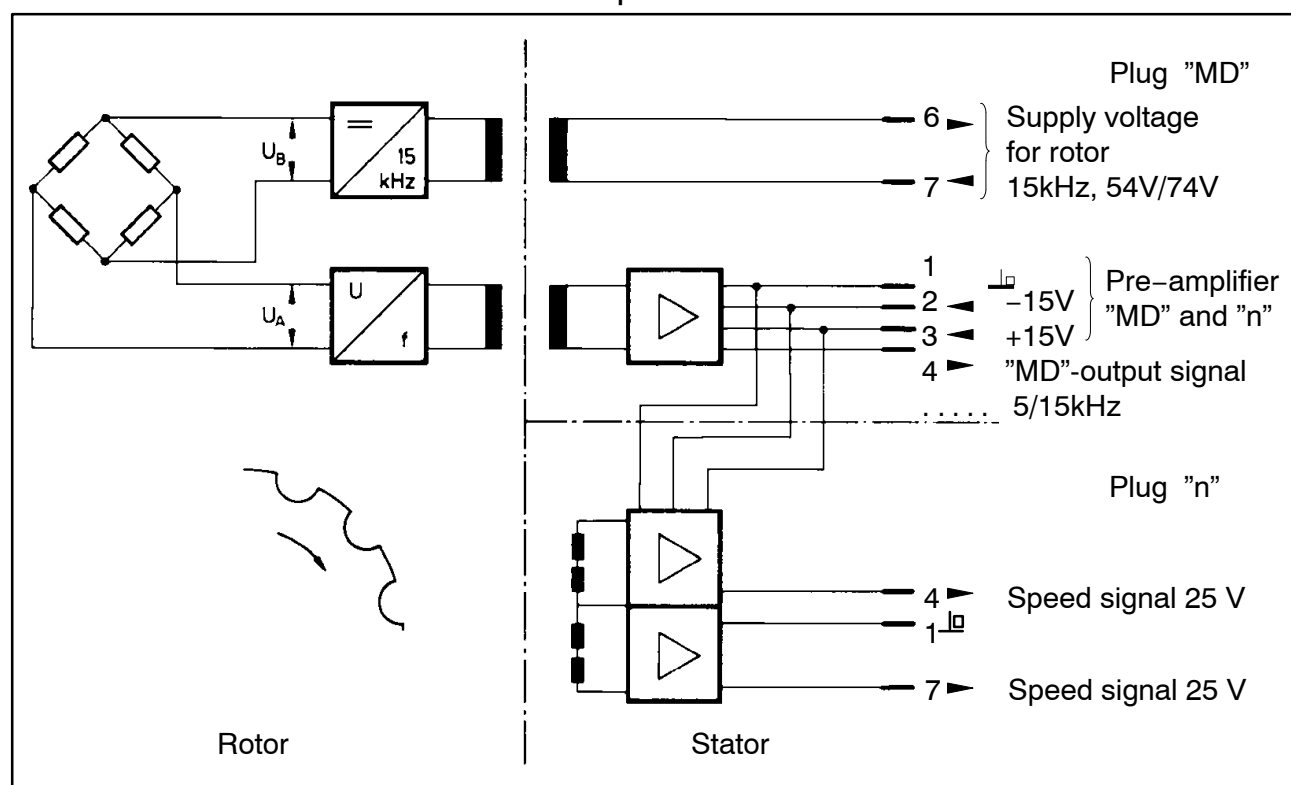 Plug ”MD”
6
Supply voltage
for rotor
7
15kHz, 54V/74V
U_B
15
kHz
1
Pre−amplifier
2
−15V
”MD” and ”n”
3
+15V
4
”MD”-output signal
5/15kHz
U
U_A
f
Plug ”n”
4
Speed signal 25 V
1
7
Speed signal 25 V
Rotor
Stator